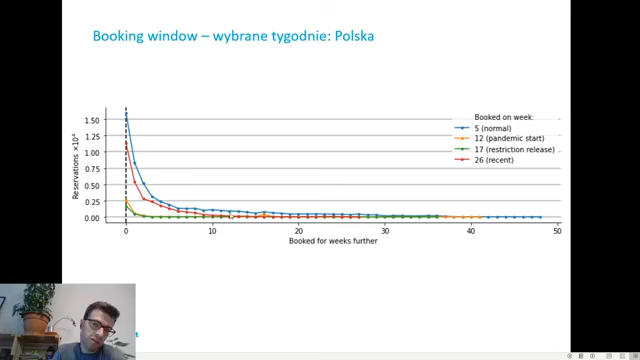 Booking window – wybrane tygodnie: Polska
Booked on week:
5 (normal)
12 (pandemic start)
17 (restriction release)
26 (recent)
Reservations ×10⁴
1.50
1.25
1.00
0.75
0.50
0.25
0.00
0 10 20 30 40 50
Booked for weeks further
t